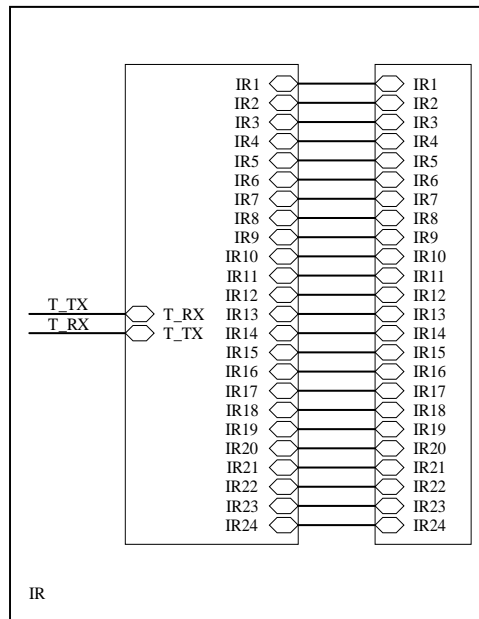 IR1 IR1
IR2 IR2
IR3 IR3
IR4 IR4
IR5 IR5
IR6 IR6
IR7 IR7
IR8 IR8
IR9 IR9
IR10 IR10
IR11 IR11
IR12 IR12
T_TX T_RX IR13 IR13
T_RX T_TX IR14 IR14
IR15 IR15
IR16 IR16
IR17 IR17
IR18 IR18
IR19 IR19
IR20 IR20
IR21 IR21
IR22 IR22
IR23 IR23
IR24 IR24
IR